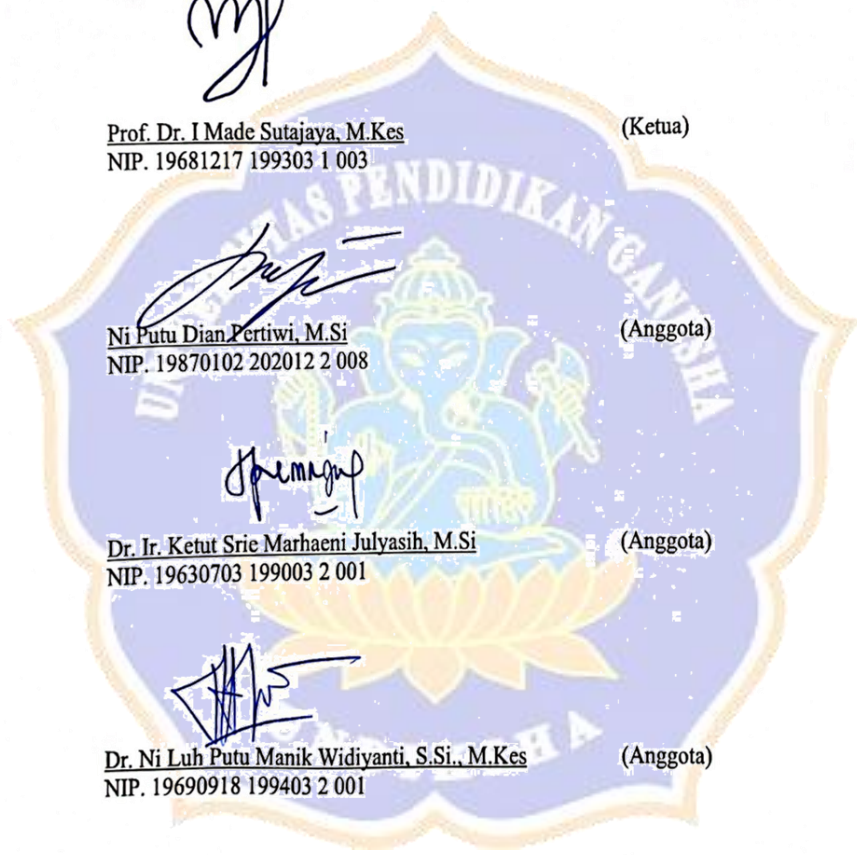 Prof. Dr. I Made Sutajaya, M.Kes (Ketua)
NIP. 19681217 199303 1 003
PENDIDIKAN GANESHA
Ni Putu Dian Pertiwi, M.Si (Anggota)
NIP. 19870102 202012 2 008
Dr. Ir. Ketut Srie Marhaeni Julyasih, M.Si (Anggota)
NIP. 19630703 199003 2 001
Dr. Ni Luh Putu Manik Widiyanti, S.Si., M.Kes (Anggota)
NIP. 19690918 199403 2 001